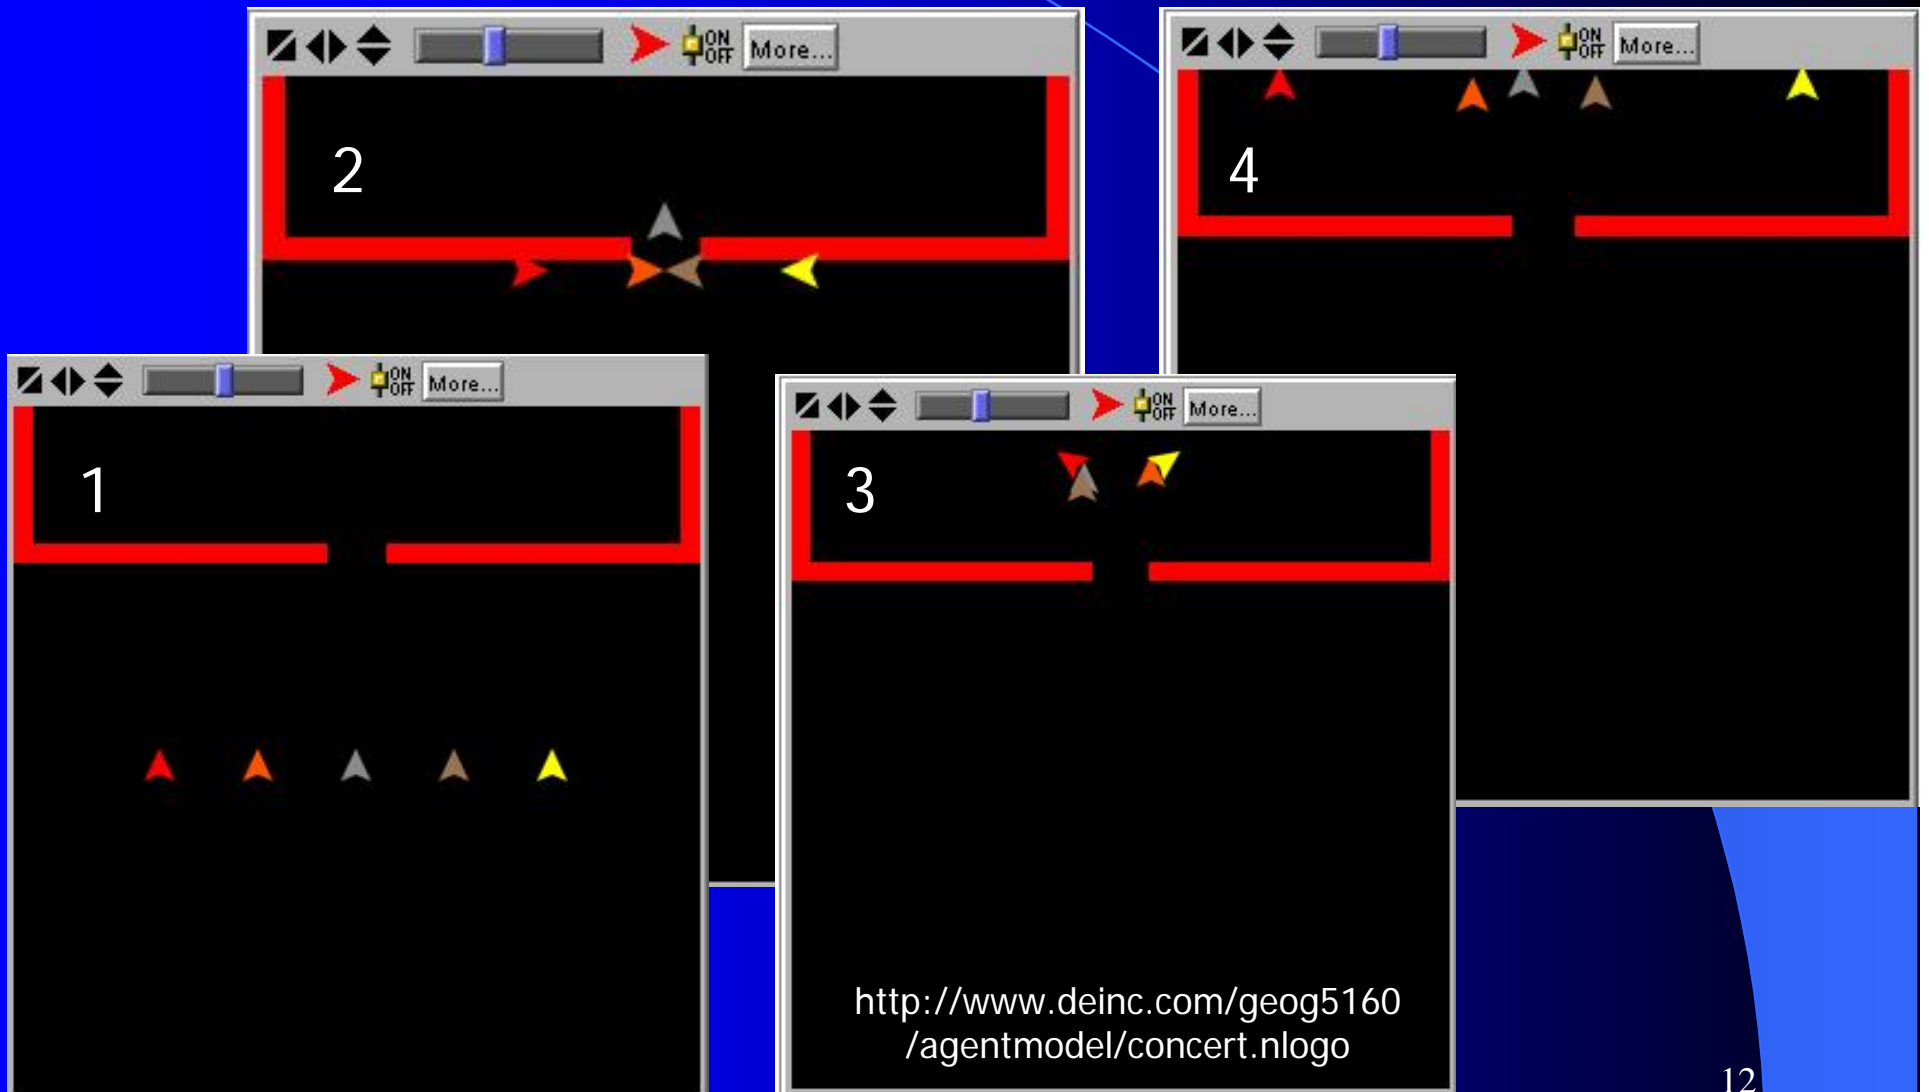 ON
OFF
More...
2
ON
OFF
More...
4
ON
OFF
More...
1
ON
OFF
More...
3
http://www.deinc.com/geog5160
/agentmodel/concert.nlogo
12